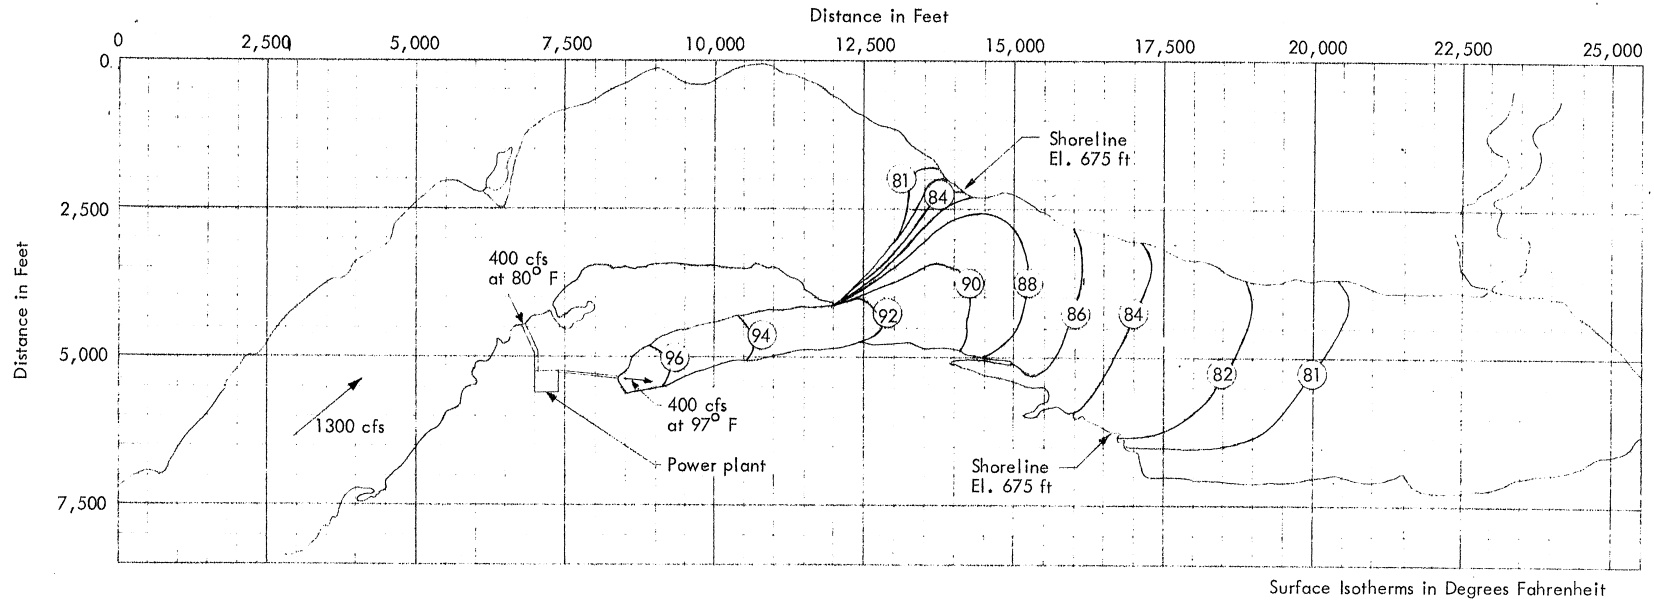 Distance in Feet
0 2,500 5,000 7,500 10,000 12,500 15,000 17,500 20,000 22,500 25,000
0
Shoreline
El. 675 ft
81
84
2,500
400 cfs
at 80° F
90
88
92
86
84
94
Distance in Feet
5,000
96
82
81
400 cfs
at 97° F
1300 cfs
Power plant
Shoreline
El. 675 ft
7,500
Surface Isotherms in Degrees Fahrenheit